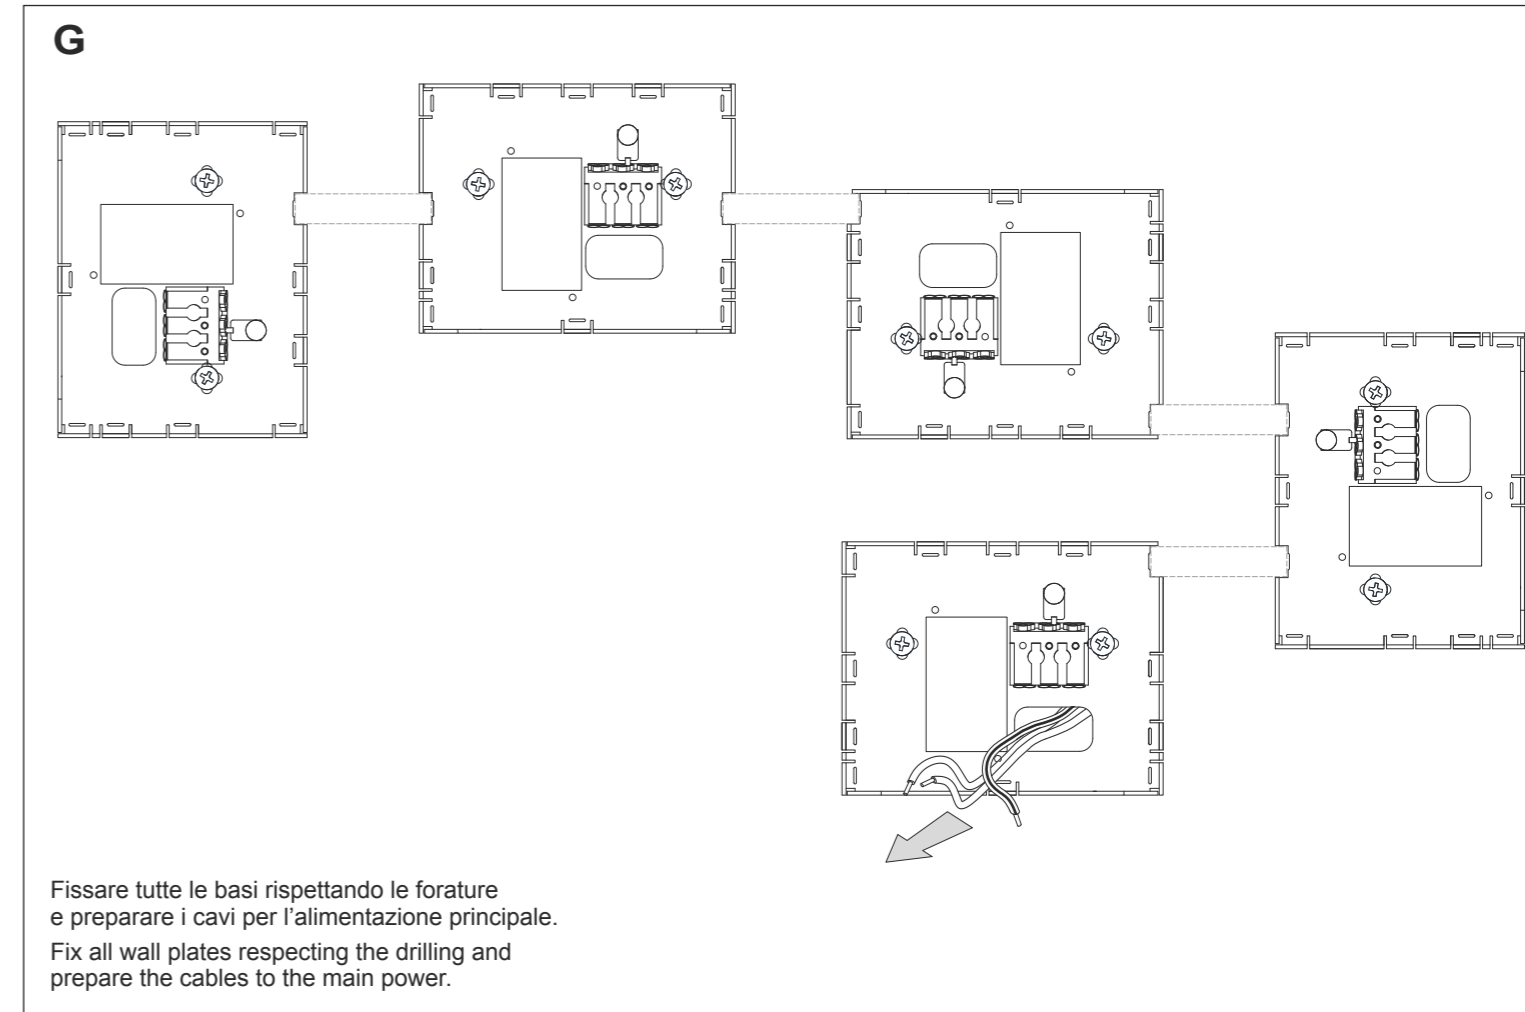 G
Fissare tutte le basi rispettando le forature
e preparare i cavi per l’alimentazione principale.
Fix all wall plates respecting the drilling and
prepare the cables to the main power.